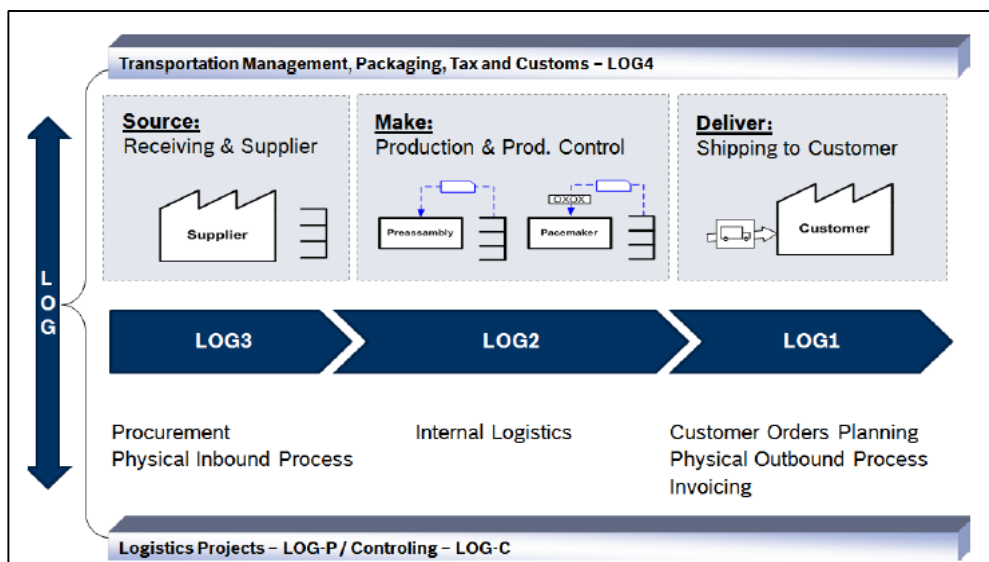 Transportation Management, Packaging, Tax and Customs – LOG4
Source:
Receiving & Supplier
Supplier
Make:
Production & Prod. Control
Preassambly
OXOX
Pacemaker
Deliver:
Shipping to Customer
Customer
L
O
G
LOG3
LOG2
LOG1
Procurement
Physical Inbound Process
Internal Logistics
Customer Orders Planning
Physical Outbound Process
Invoicing
Logistics Projects – LOG-P / Controling – LOG-C